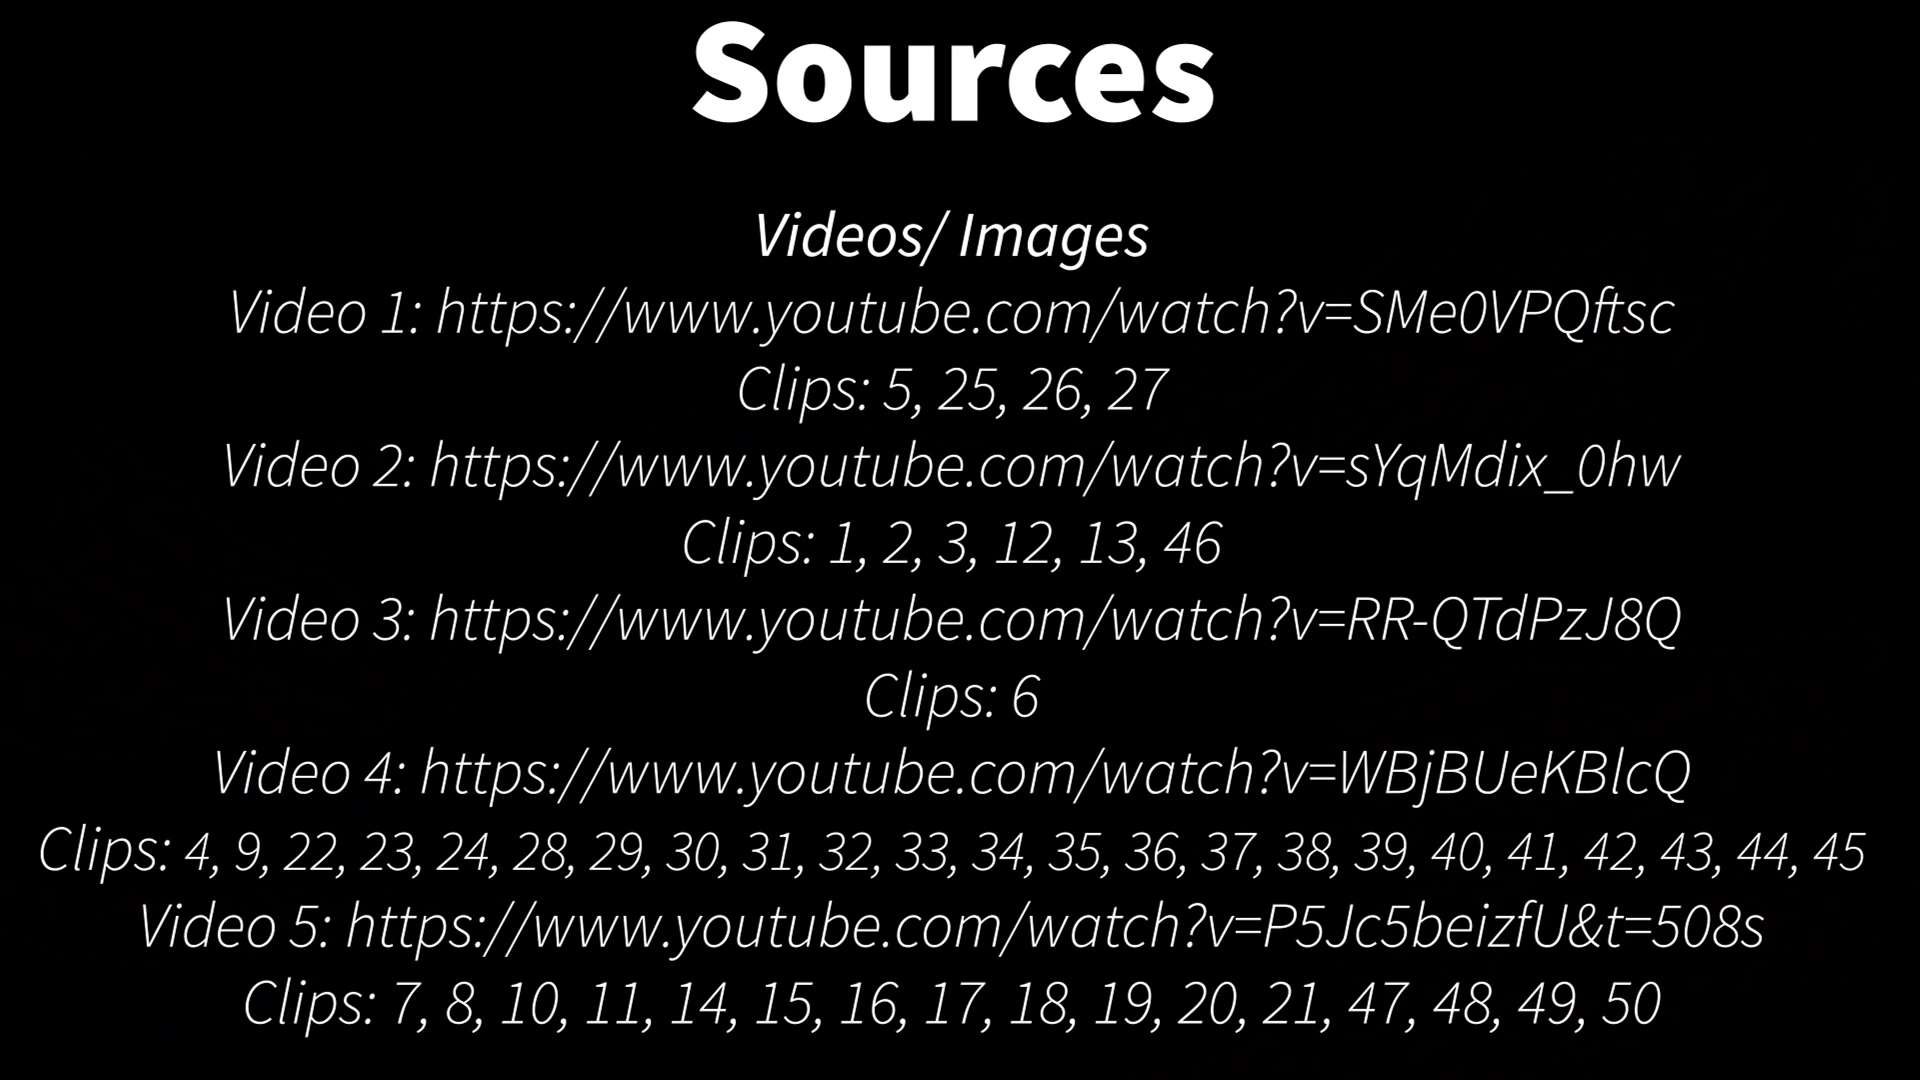 Sources
Videos/ Images
Video 1: https://www.youtube.com/watch?v=SMe0VPQftsc
Clips: 5, 25, 26, 27
Video 2: https://www.youtube.com/watch?v=sYqMdix_0hw
Clips: 1, 2, 3, 12, 13, 46
Video 3: https://www.youtube.com/watch?v=RR-QTdPzJ8Q
Clips: 6
Video 4: https://www.youtube.com/watch?v=WBjBUeKBlcQ
Clips: 4, 9, 22, 23, 24, 28, 29, 30, 31, 32, 33, 34, 35, 36, 37, 38, 39, 40, 41, 42, 43, 44, 45
Video 5: https://www.youtube.com/watch?v=P5Jc5beizfU&t=508s
Clips: 7, 8, 10, 11, 14, 15, 16, 17, 18, 19, 20, 21, 47, 48, 49, 50